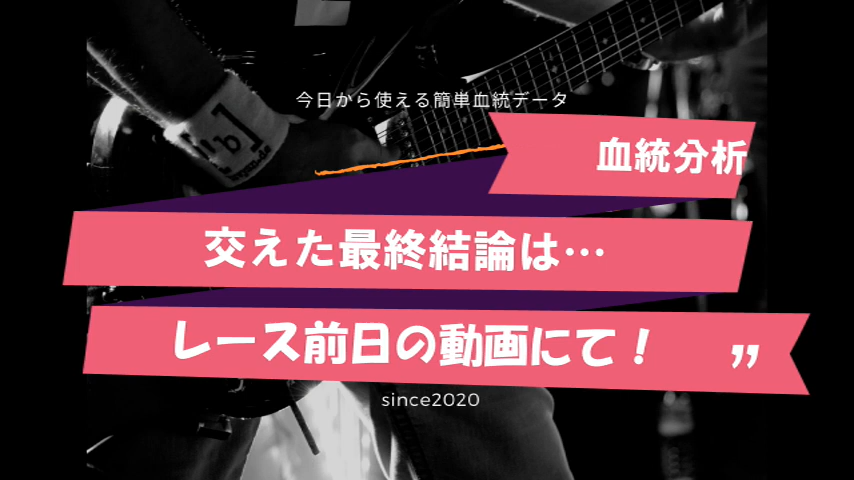 今日から使える簡単血統データ
血統分析
交えた最終結論は…
レース前日の動画にて！
”
since2020